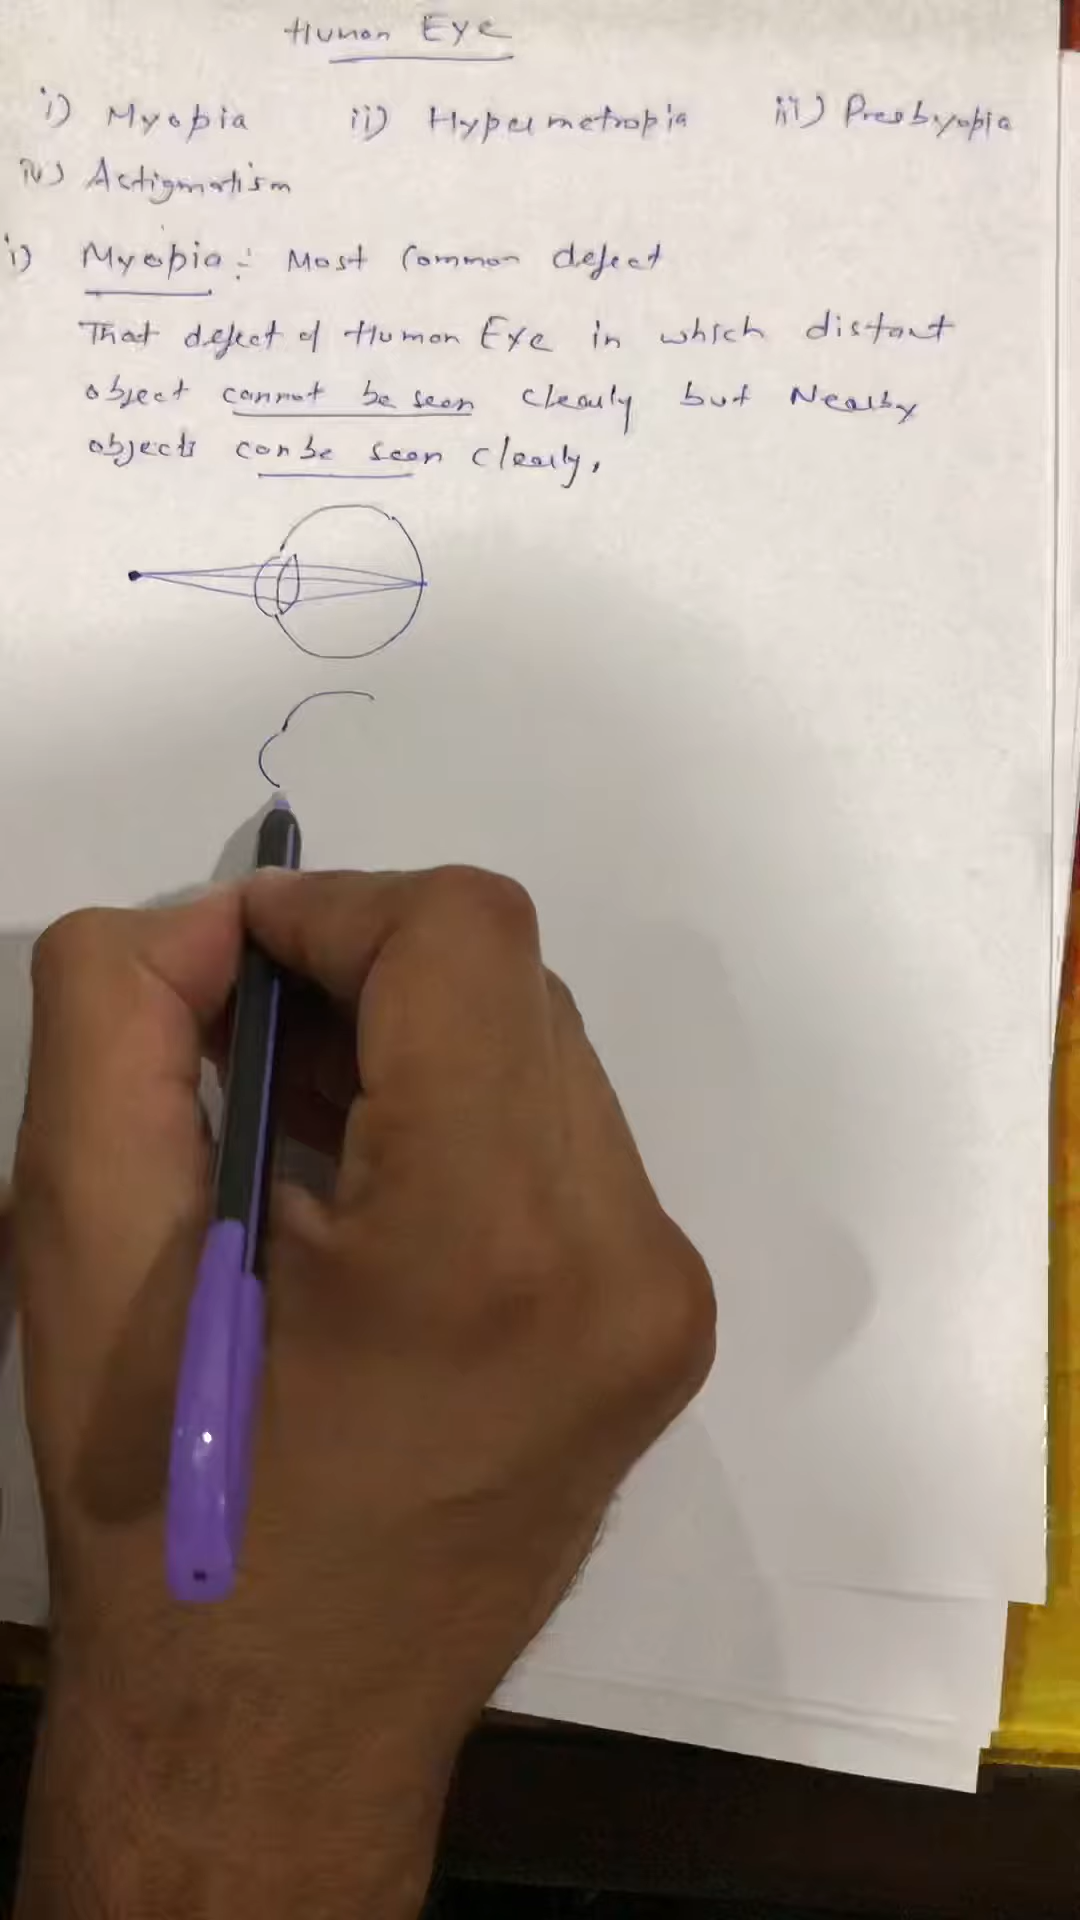 Human Eye
i) Myopia ii) Hypermetropia iii) Presbyopia
iv) Astigmatism
i) Myopia : Most Common defect
That defect of Human Eye in which distant
object cannot be seen clearly but Nearby
objects can be seen clearly.